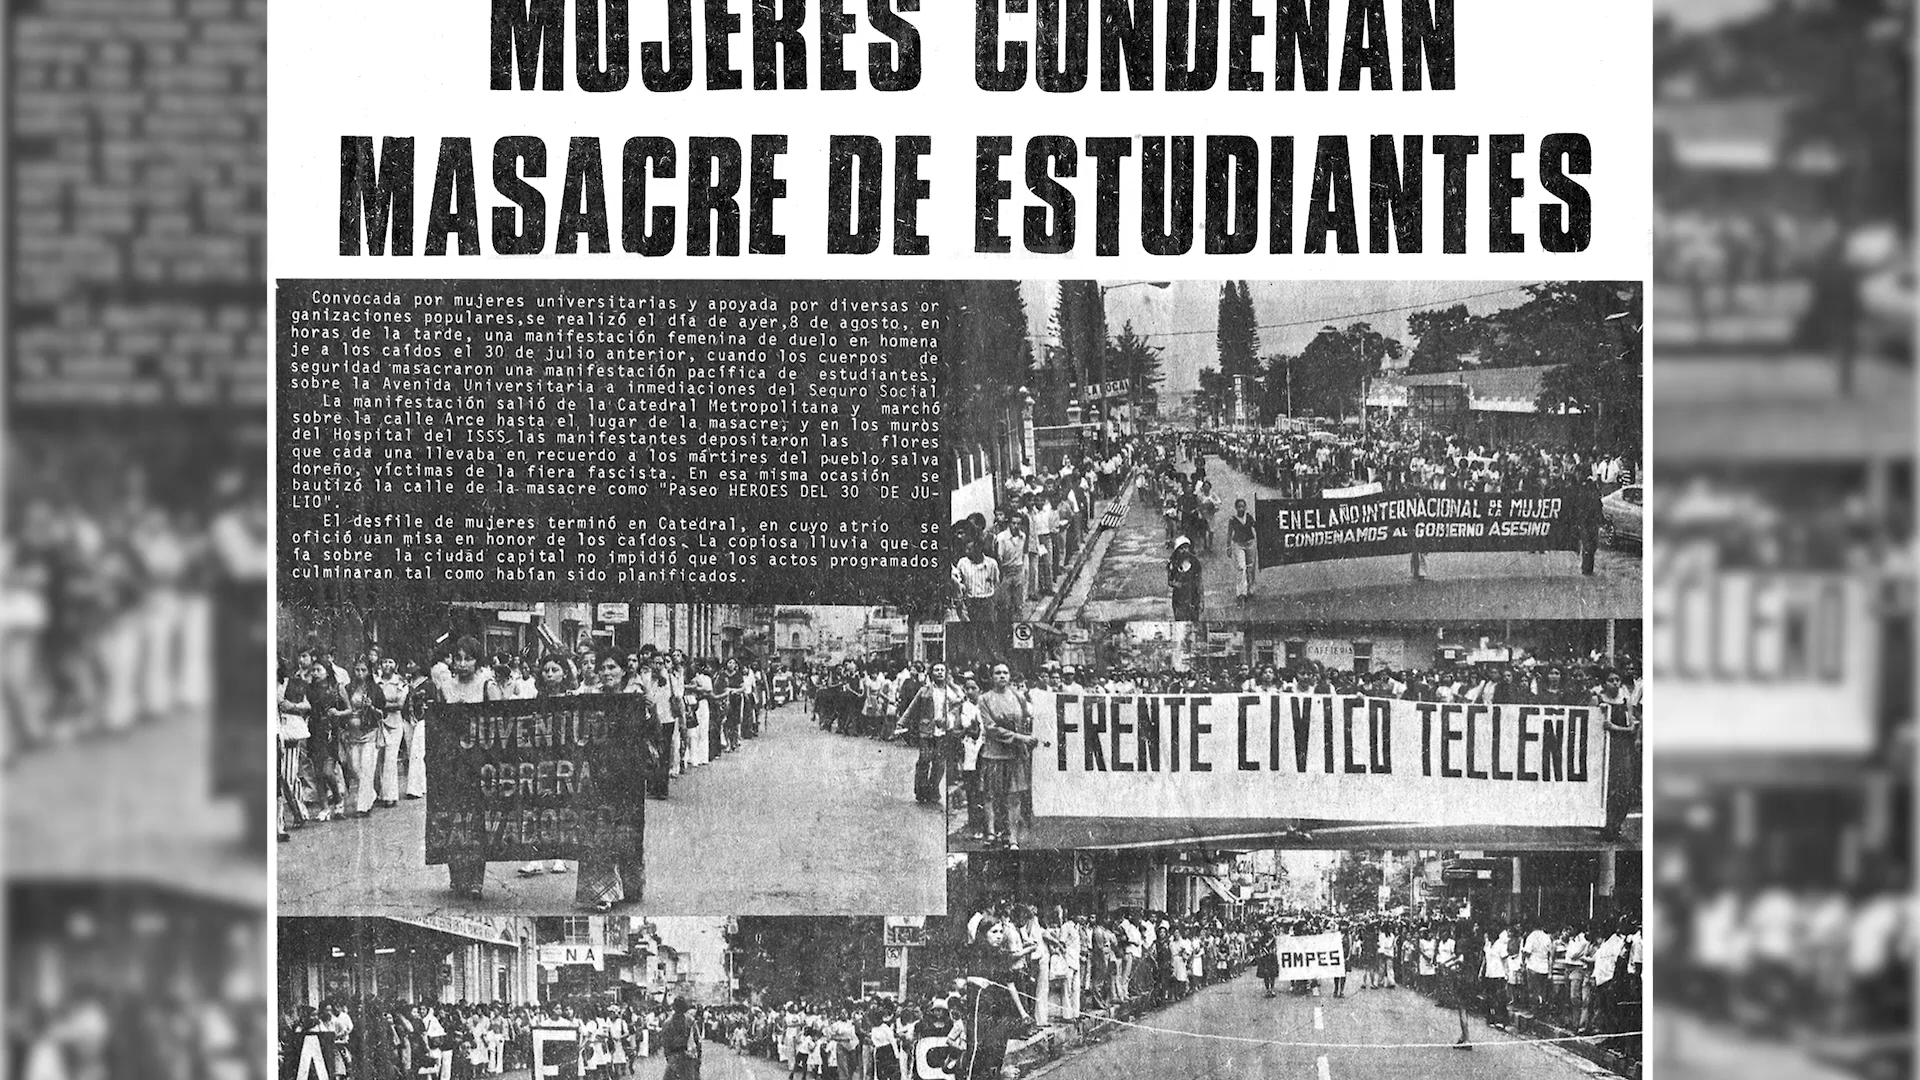 MUJERES CONDENAN
MASACRE DE ESTUDIANTES
Convocada por mujeres universitarias y apoyada por diversas or
ganizaciones populares,se realizó el día de ayer,8 de agosto, en
horas de la tarde, una manifestación femenina de duelo en homena
je a los caídos el 30 de julio anterior, cuando los cuerpos de
seguridad masacraron una manifestación pacífica de estudiantes,
sobre la Avenida Universitaria a inmediaciones del Seguro Social
La manifestación salió de la Catedral Metropolitana y marchó
sobre la calle Arce hasta el lugar de la masacre; y en los muros
del Hospital del ISSS las manifestantes depositaron las flores
que cada una llevaba en recuerdo a los mártires del pueblo salva
doreño, víctimas de la fiera fascista. En esa misma ocasión se
bautizó la calle de la masacre como "Paseo HEROES DEL 30 DE JU-
LIO".
El desfile de mujeres terminó en Catedral, en cuyo atrio se
ofició uan misa en honor de los caídos. La copiosa lluvia que ca
ía sobre la ciudad capital no impidió que los actos programados
culminaran tal como habían sido planificados.
EN EL AÑO INTERNACIONAL DE MUJER
CONDENAMOS AL GOBIERNO ASESINO
JUVENTUD
OBRERA
SALVADOREÑA
CAFETERIA
FRENTE CIVICO TECLEÑO
NA
AMPES